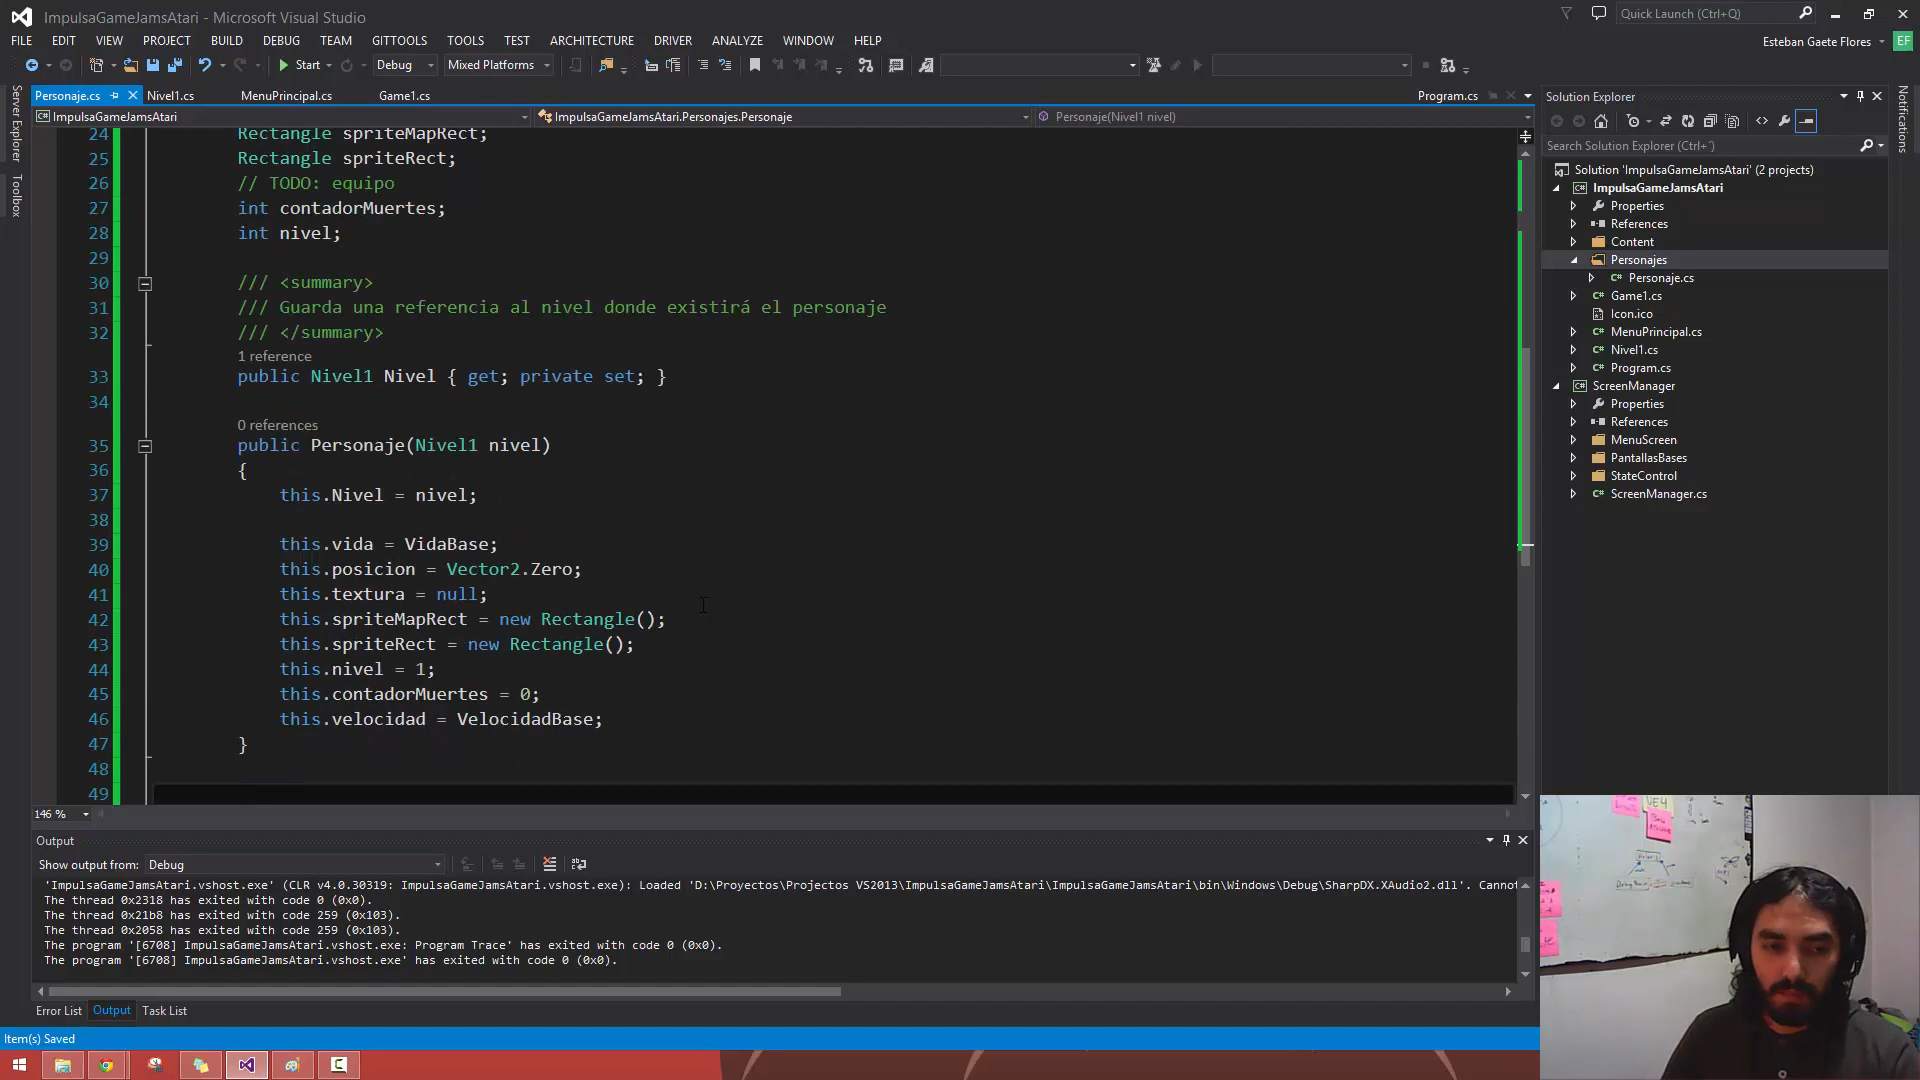 ImpulsaGameJamsAtari - Microsoft Visual Studio
Quick Launch (Ctrl+Q)
FILE EDIT VIEW PROJECT BUILD DEBUG TEAM GITTOOLS TOOLS TEST ARCHITECTURE DRIVER ANALYZE WINDOW HELP
Esteban Gaete Flores EF
Start Debug Mixed Platforms
Personaje.cs Nivel1.cs MenuPrincipal.cs Game1.cs Program.cs
ImpulsaGameJamsAtari ImpulsaGameJamsAtari.Personajes.Personaje Personaje(Nivel1 nivel)
Server Explorer
Toolbox
24 Rectangle spriteMapRect;
25 Rectangle spriteRect;
26 // TODO: equipo
27 int contadorMuertes;
28 int nivel;
29
30 /// <summary>
31 /// Guarda una referencia al nivel donde existirá el personaje
32 /// </summary>
1 reference
33 public Nivel1 Nivel { get; private set; }
34
0 references
35 public Personaje(Nivel1 nivel)
36 {
37 this.Nivel = nivel;
38
39 this.vida = VidaBase;
40 this.posicion = Vector2.Zero;
41 this.textura = null;
42 this.spriteMapRect = new Rectangle();
43 this.spriteRect = new Rectangle();
44 this.nivel = 1;
45 this.contadorMuertes = 0;
46 this.velocidad = VelocidadBase;
47 }
48
49
146 %
Solution Explorer
Search Solution Explorer (Ctrl+´)
Solution 'ImpulsaGameJamsAtari' (2 projects)
ImpulsaGameJamsAtari
Properties
References
Content
Personajes
Personaje.cs
Game1.cs
Icon.ico
MenuPrincipal.cs
Nivel1.cs
Program.cs
ScreenManager
Properties
References
MenuScreen
PantallasBases
StateControl
ScreenManager.cs
Notifications
Output
Show output from: Debug
'ImpulsaGameJamsAtari.vshost.exe' (CLR v4.0.30319: ImpulsaGameJamsAtari.vshost.exe): Loaded 'D:\Proyectos\Projectos VS2013\ImpulsaGameJamsAtari\ImpulsaGameJamsAtari\bin\Windows\Debug\SharpDX.XAudio2.dll'. Cannot
The thread 0x2318 has exited with code 0 (0x0).
The thread 0x21b8 has exited with code 259 (0x103).
The thread 0x2058 has exited with code 259 (0x103).
The program '[6708] ImpulsaGameJamsAtari.vshost.exe: Program Trace' has exited with code 0 (0x0).
The program '[6708] ImpulsaGameJamsAtari.vshost.exe' has exited with code 0 (0x0).
Error List Output Task List
Item(s) Saved